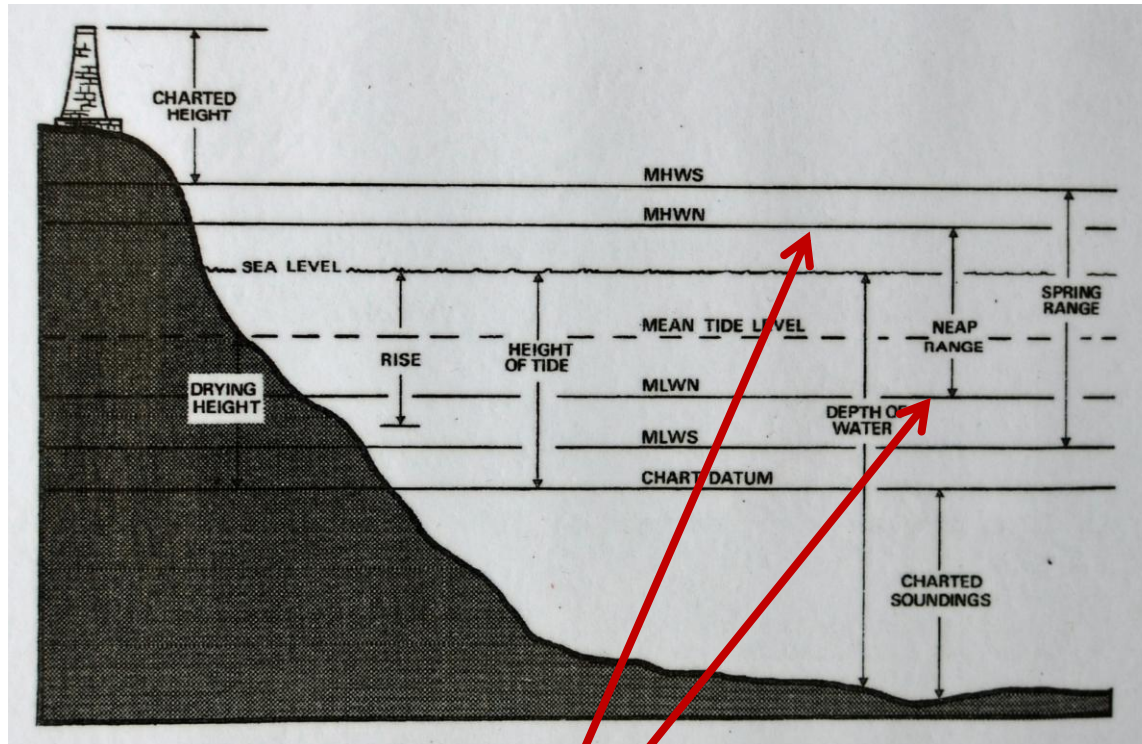 CHARTED
HEIGHT
MHWS
MHWN
SEA LEVEL
SPRING
RANGE
MEAN TIDE LEVEL
NEAP
RANGE
RISE
HEIGHT
OF TIDE
DRYING
HEIGHT
MLWN
DEPTH OF
WATER
MLWS
CHART DATUM
CHARTED
SOUNDINGS